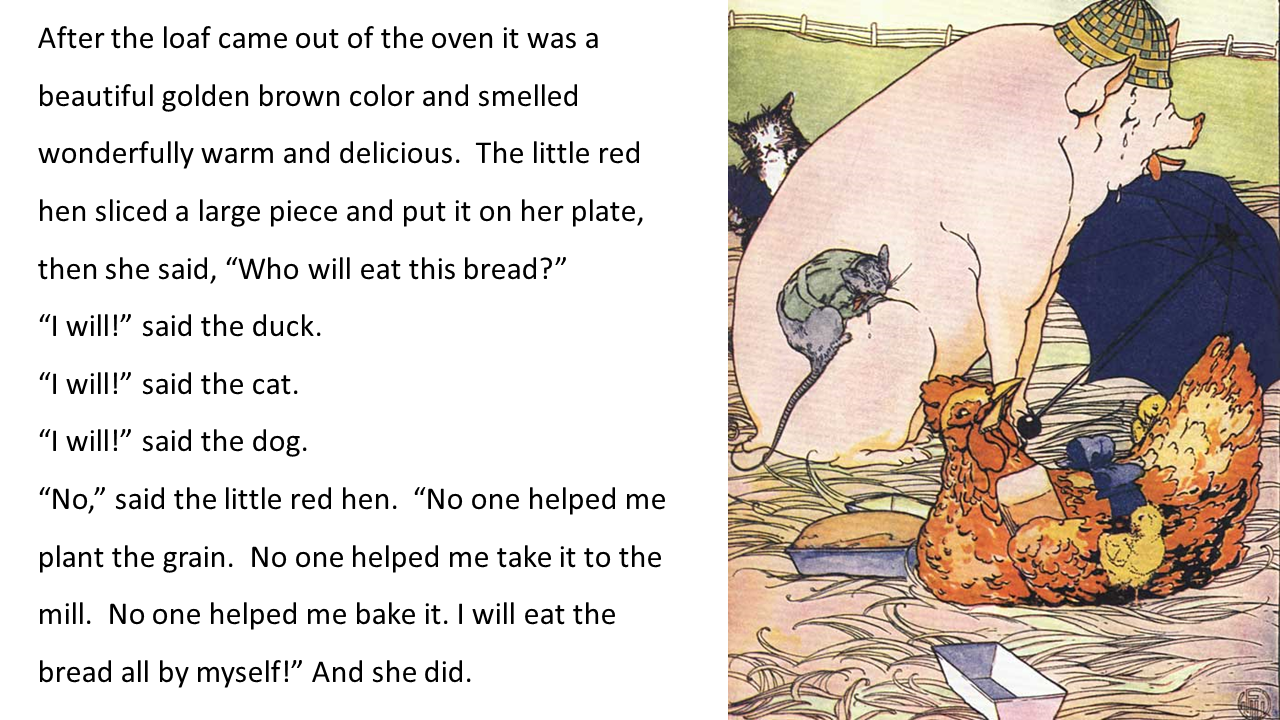 After the loaf came out of the oven it was a
beautiful golden brown color and smelled
wonderfully warm and delicious.  The little red
hen sliced a large piece and put it on her plate,
then she said, “Who will eat this bread?”
“I will!” said the duck.
“I will!” said the cat.
“I will!” said the dog.
“No,” said the little red hen.  “No one helped me
plant the grain.  No one helped me take it to the
mill.  No one helped me bake it. I will eat the
bread all by myself!” And she did.